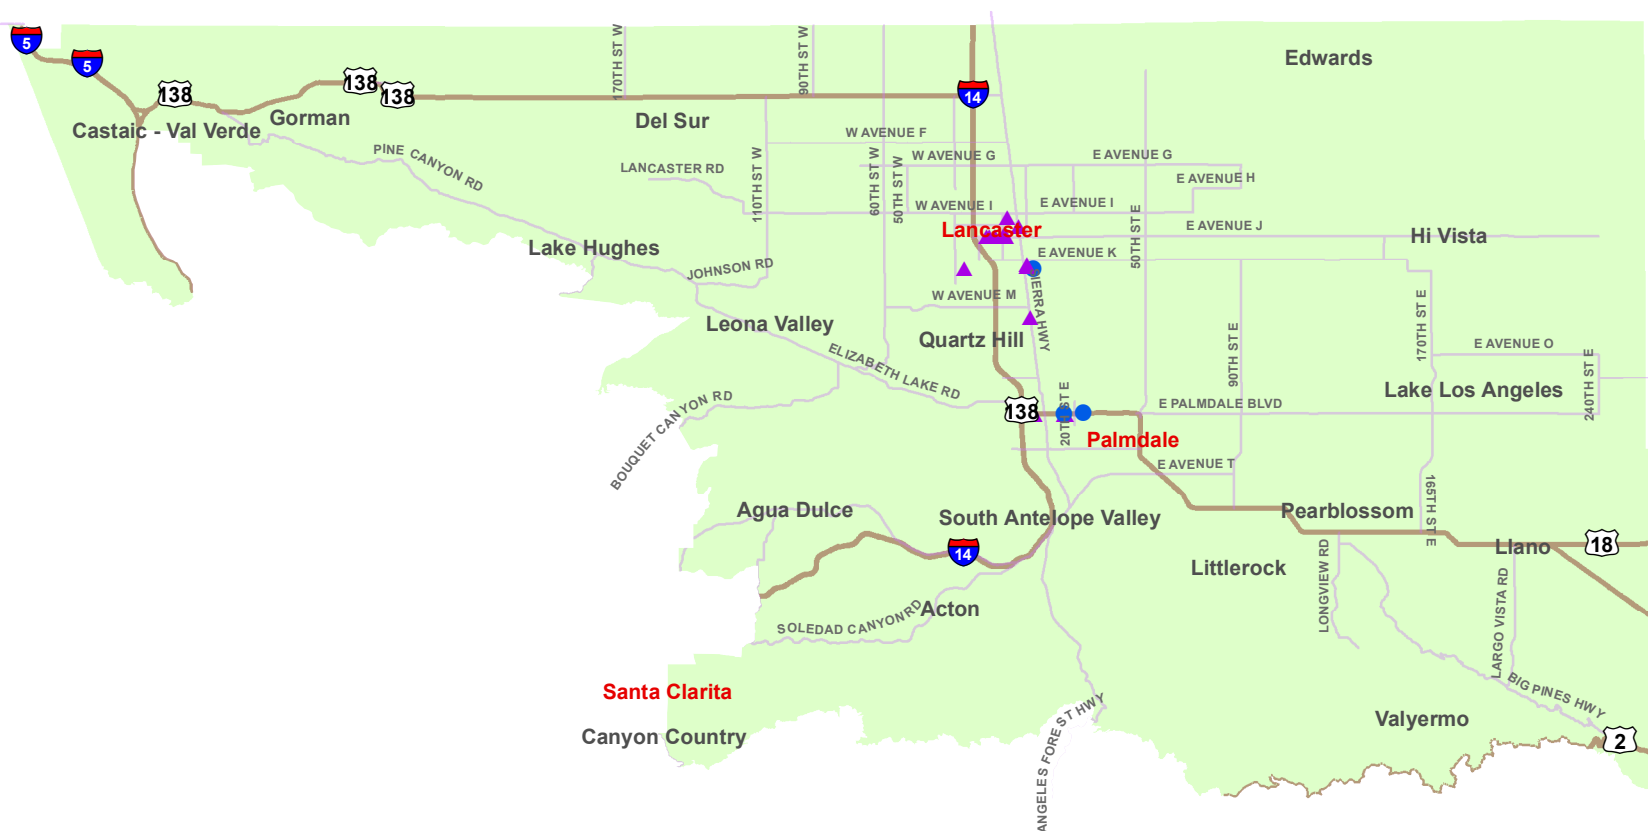 5
5
138
138
138
14
170TH ST W
90TH ST W
Edwards
Castaic - Val Verde
Gorman
Del Sur
W AVENUE F
PINE CANYON RD
LANCASTER RD
110TH ST W
60TH ST W
50TH ST W
W AVENUE G
E AVENUE G
E AVENUE H
W AVENUE I
E AVENUE I
50TH ST E
E AVENUE J
Lancaster
Hi Vista
Lake Hughes
JOHNSON RD
E AVENUE K
W AVENUE M
SIERRA HWY
170TH ST E
Leona Valley
Quartz Hill
90TH ST E
E AVENUE O
ELIZABETH LAKE RD
240TH ST E
Lake Los Angeles
BOUQUET CANYON RD
138
20TH ST E
E PALMDALE BLVD
Palmdale
E AVENUE T
165TH ST E
Agua Dulce
South Antelope Valley
Pearblossom
14
Llano
18
Littlerock
LONGVIEW RD
LARGO VISTA RD
Acton
SOLEDAD CANYON RD
Santa Clarita
BIG PINES HWY
Valyermo
Canyon Country
2
ANGELES FOREST HWY